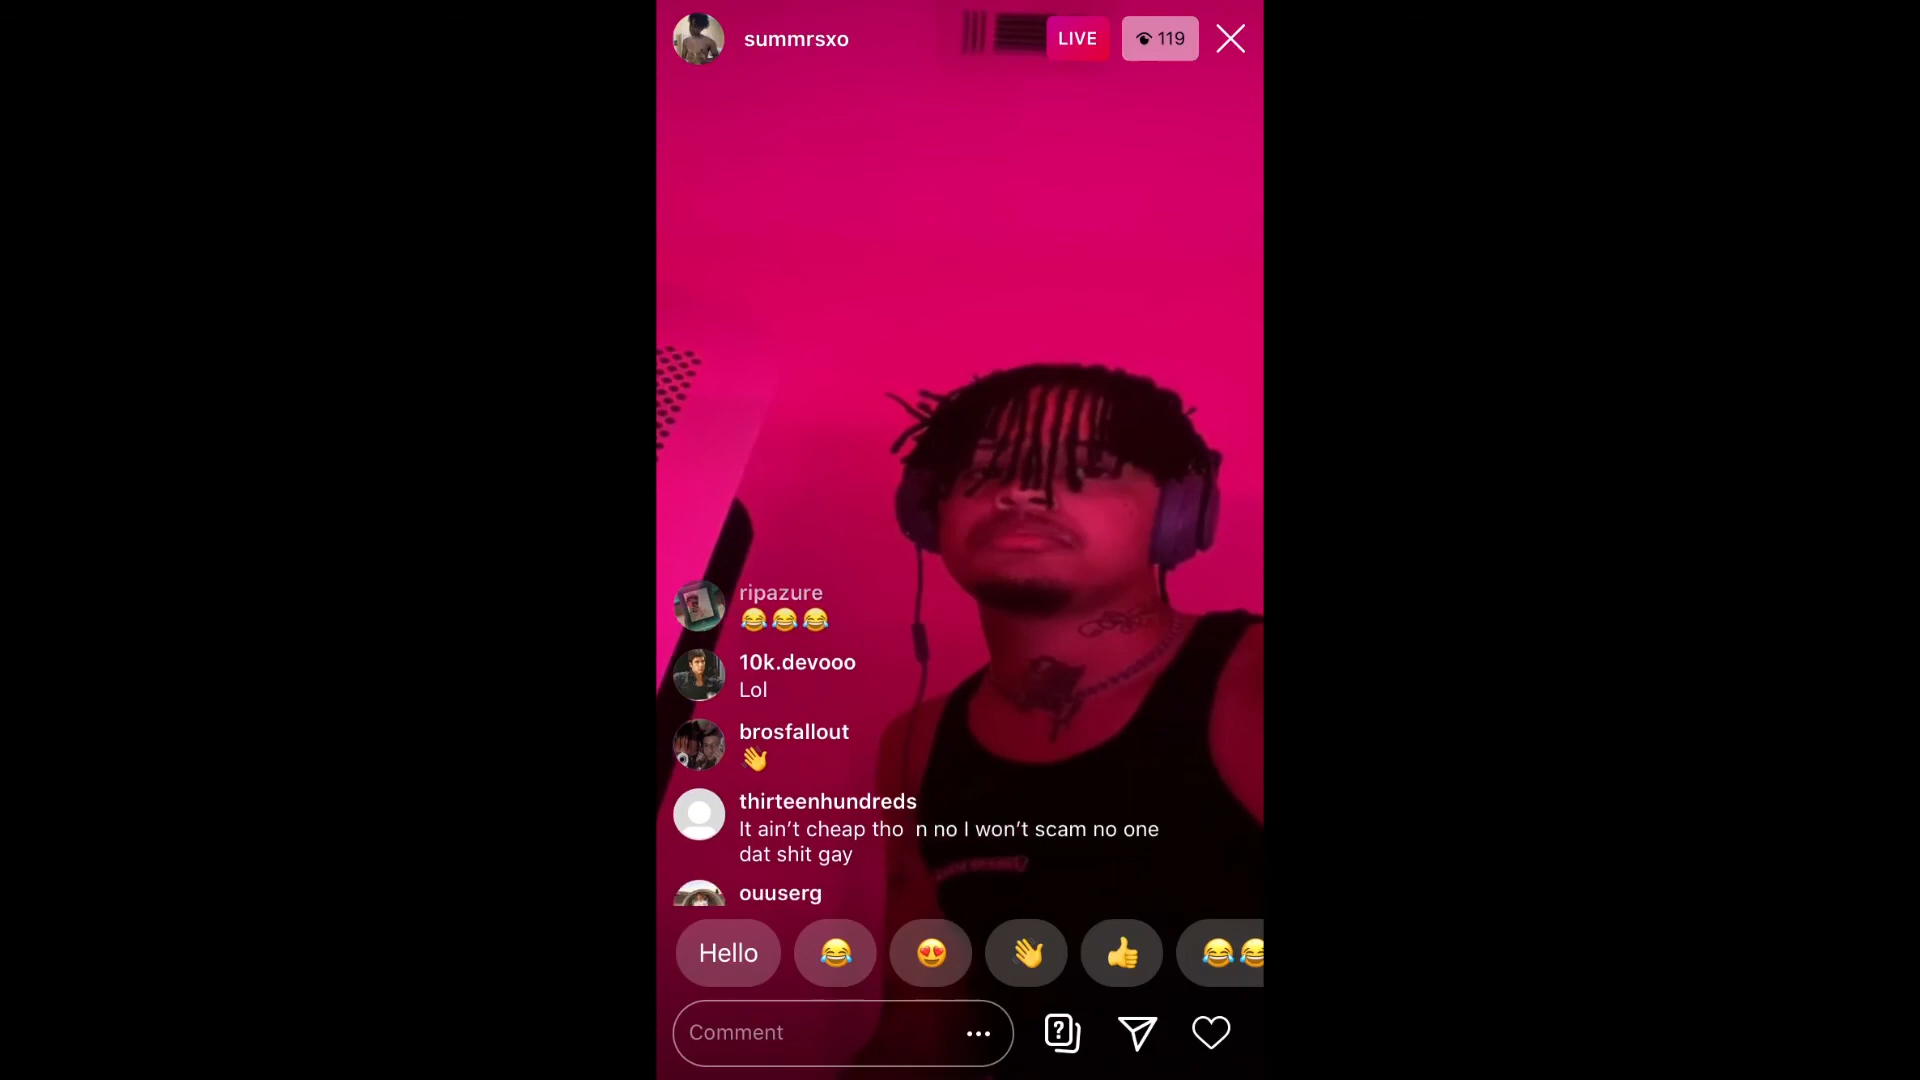 summrsxo
LIVE
119
ripazure
😂😂😂
10k.devooo
Lol
brosfallout
👋
thirteenhundreds
It ain’t cheap tho  n no I won’t scam no one
dat shit gay
ouuserg
Hello 😂 😍 👋 👍 😂😂
Comment